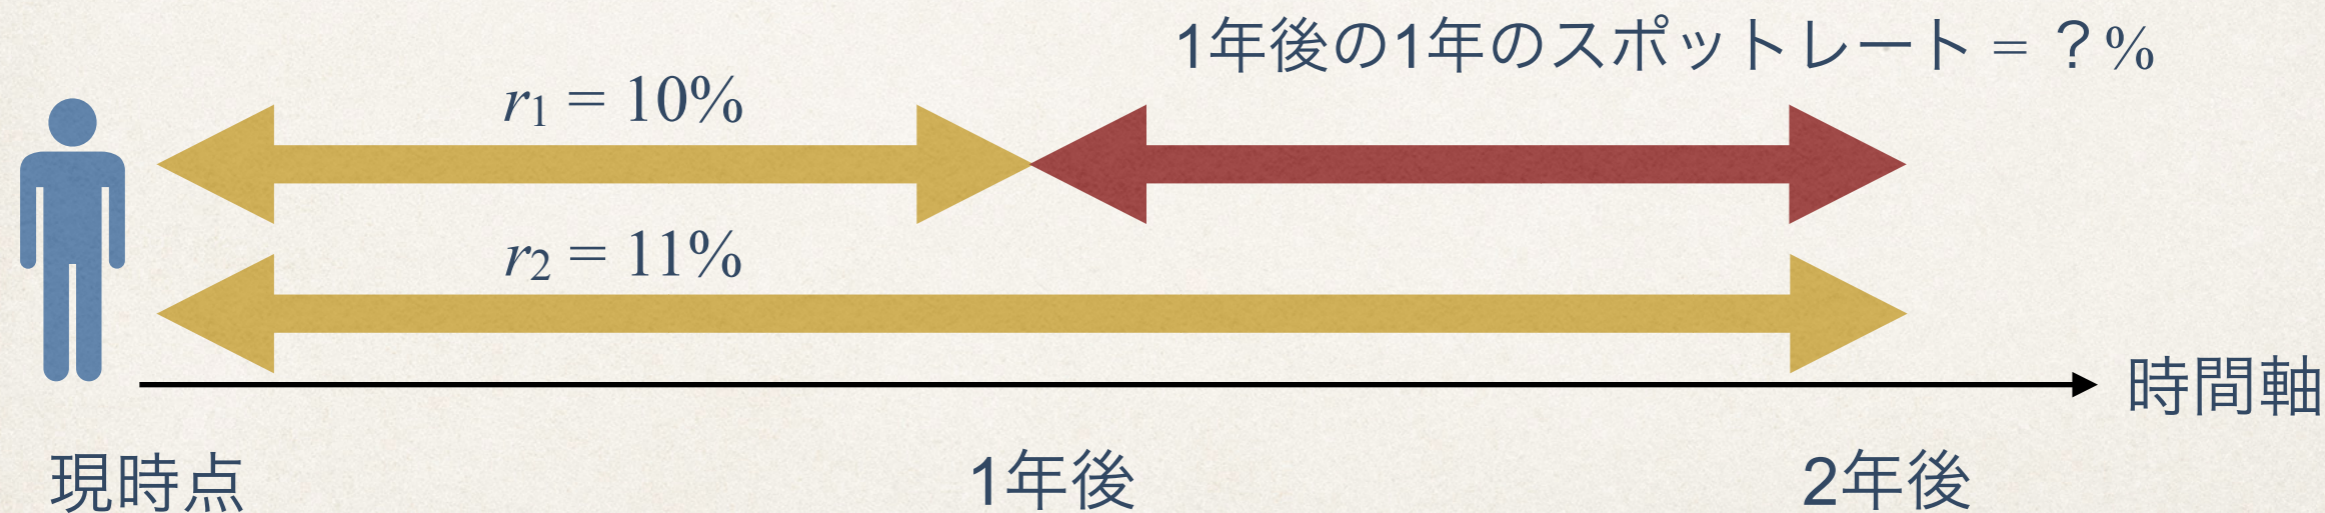 1年後の1年のスポットレート = ？%
r1 = 10%
r2 = 11%
時間軸
現時点
1年後
2年後